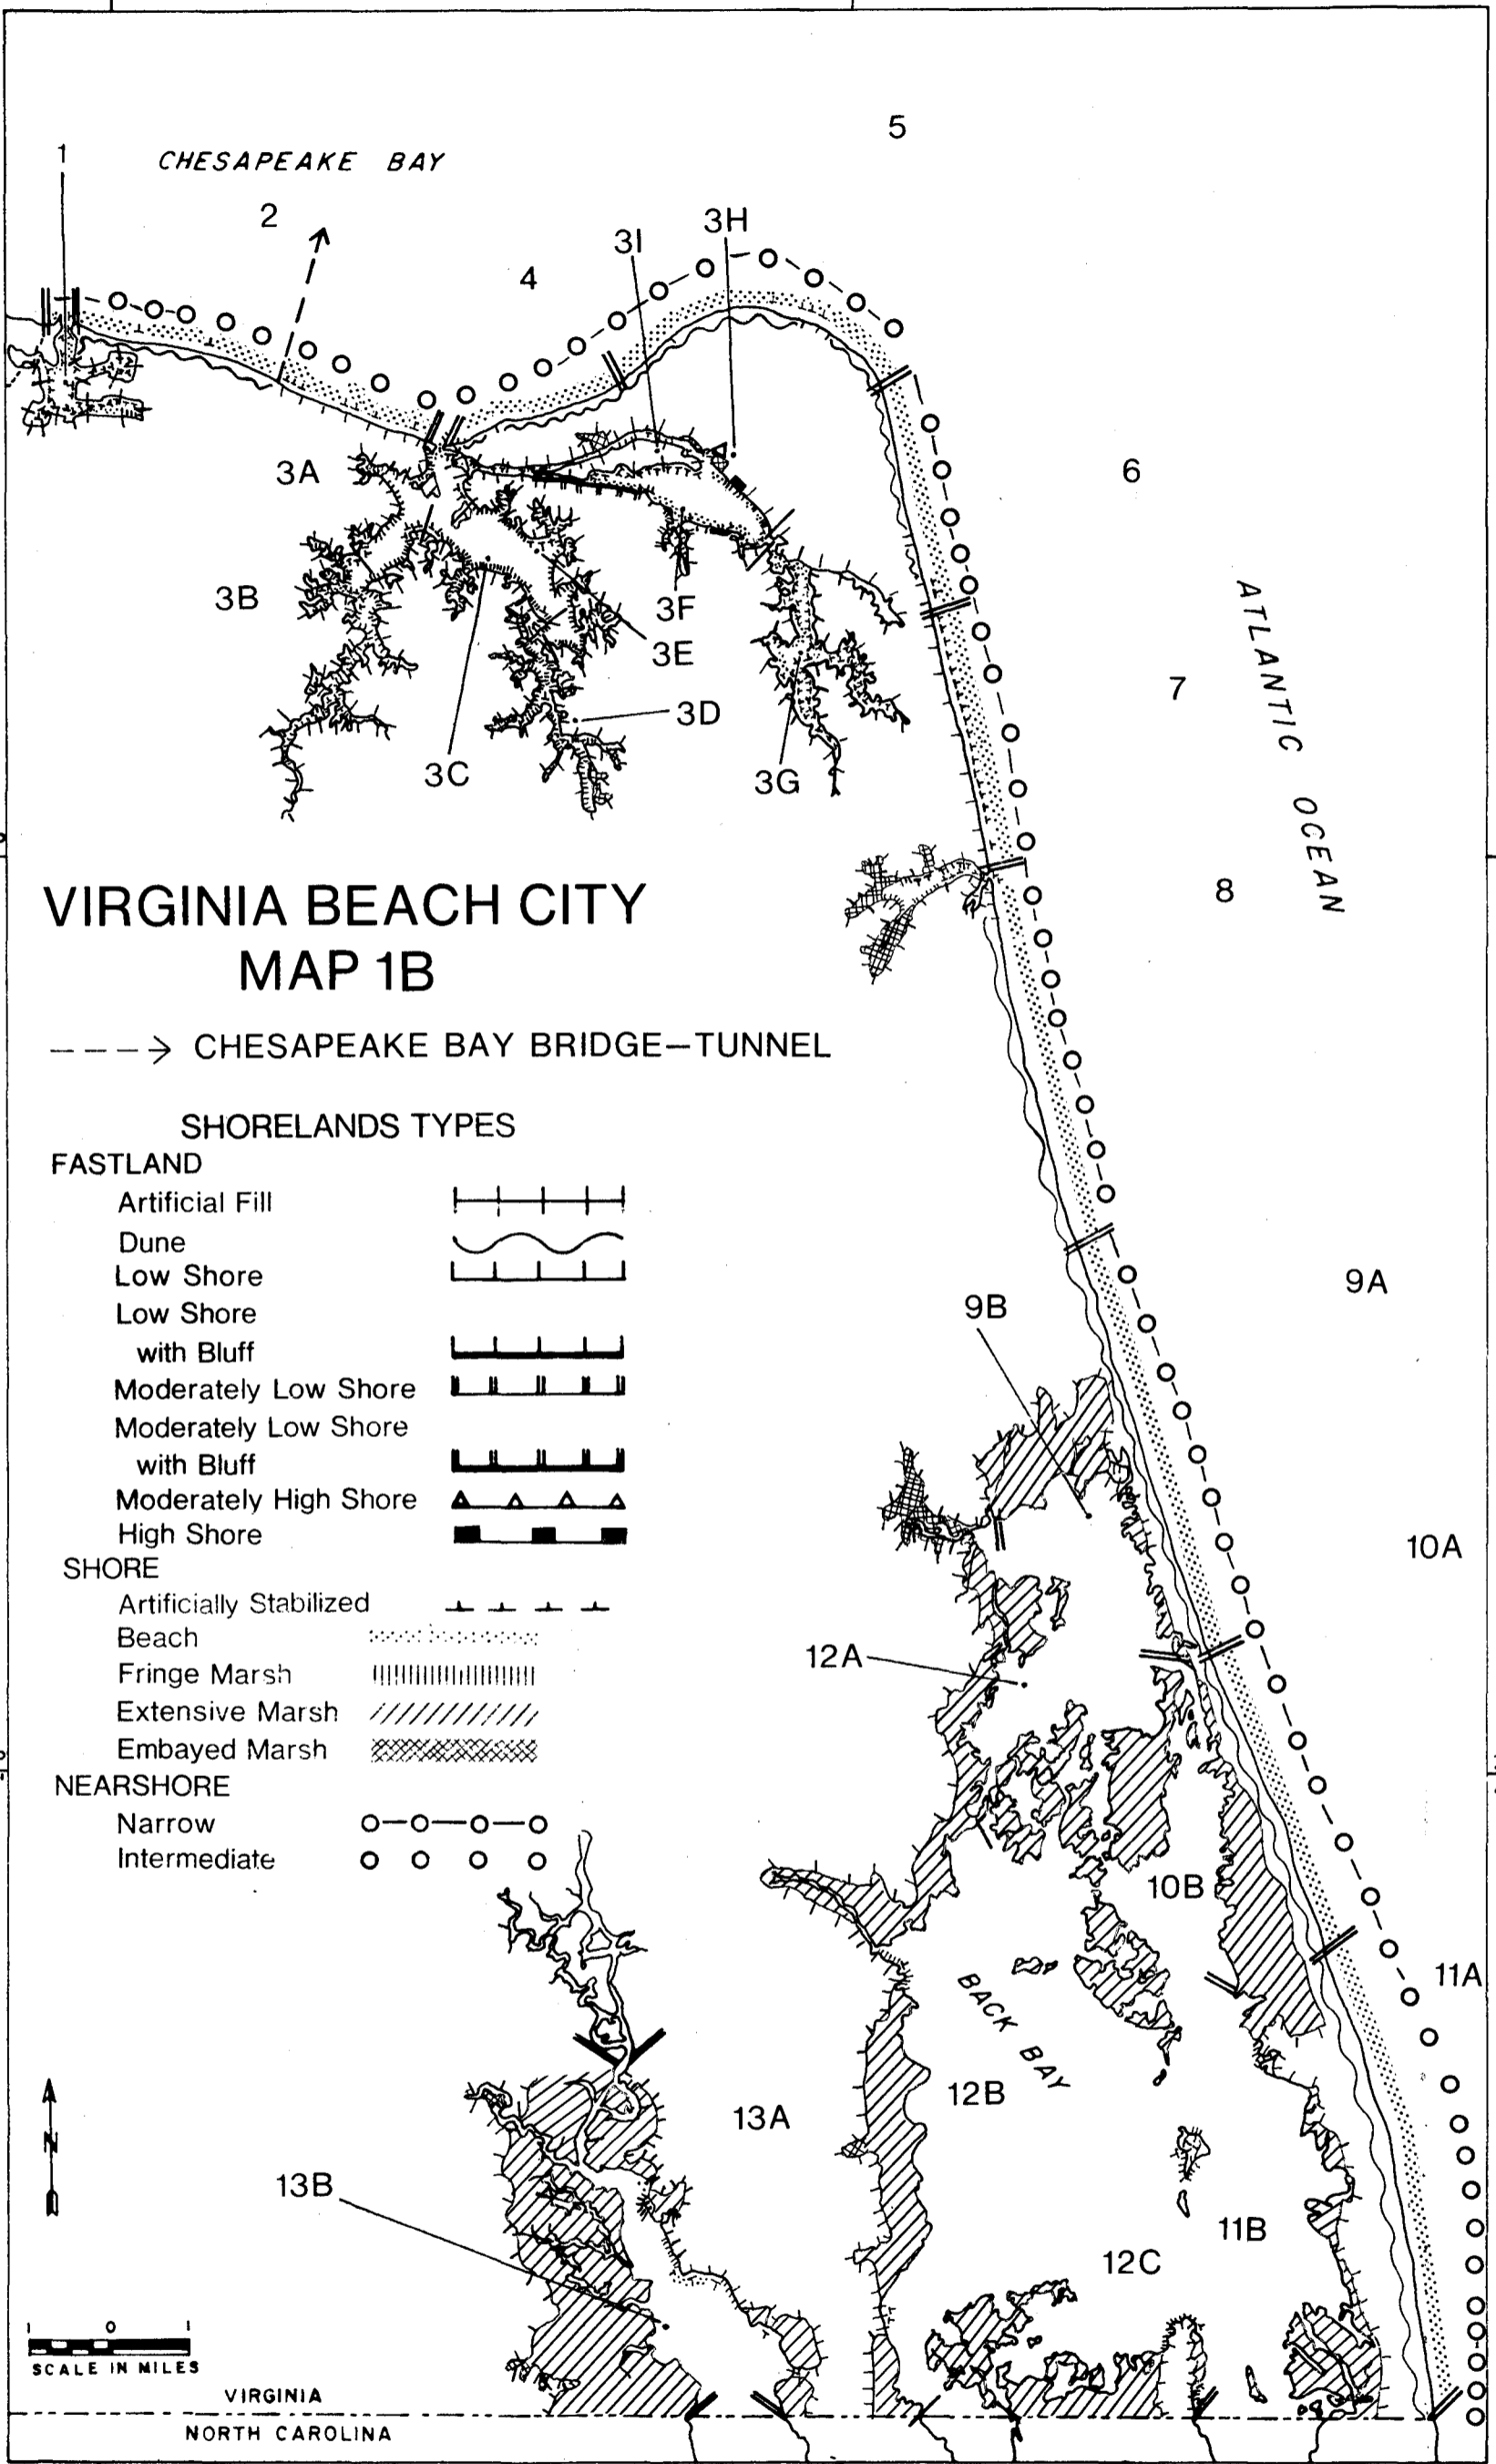 5
1
CHESAPEAKE BAY
2
3H
3I
4
3A
6
3B
3F
3E
ATLANTIC OCEAN
7
3D
3C
3G
8
VIRGINIA BEACH CITY
MAP 1B
CHESAPEAKE BAY BRIDGE–TUNNEL
SHORELANDS TYPES
FASTLAND
Artificial Fill
Dune
Low Shore
Low Shore
with Bluff
Moderately Low Shore
Moderately Low Shore
with Bluff
Moderately High Shore
High Shore
SHORE
Artificially Stabilized
Beach
Fringe Marsh
Extensive Marsh
Embayed Marsh
NEARSHORE
Narrow
Intermediate
9A
9B
10A
12A
10B
11A
BACK BAY
12B
13A
13B
11B
12C
N
1 0 1
SCALE IN MILES
VIRGINIA
NORTH CAROLINA